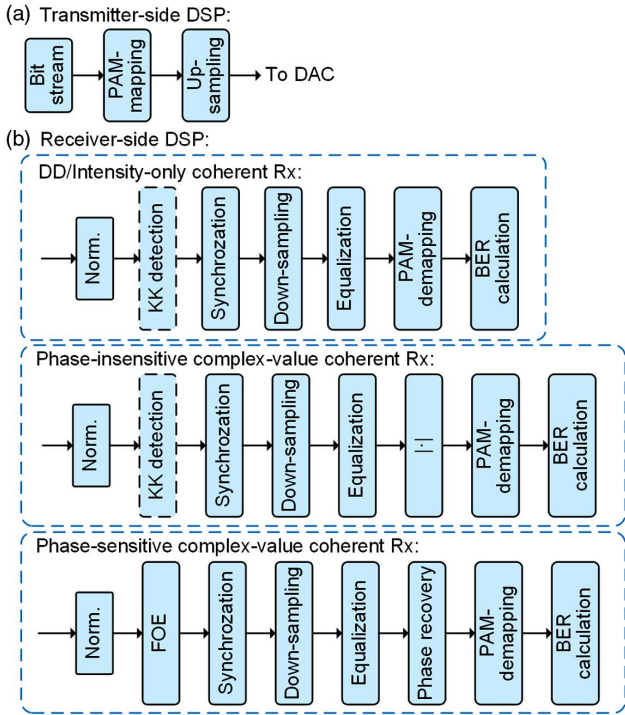 (a) Transmitter-side DSP:
Bit
stream
PAM-
mapping
Up-
sampling
To DAC
(b) Receiver-side DSP:
DD/Intensity-only coherent Rx:
Norm.
KK detection
Synchrozation
Down-sampling
Equalization
PAM-
demapping
BER
calculation
Phase-insensitive complex-value coherent Rx:
Norm.
KK detection
Synchrozation
Down-sampling
Equalization
|·|
PAM-
demapping
BER
calculation
Phase-sensitive complex-value coherent Rx:
Norm.
FOE
Synchrozation
Down-sampling
Equalization
Phase recovery
PAM-
demapping
BER
calculation